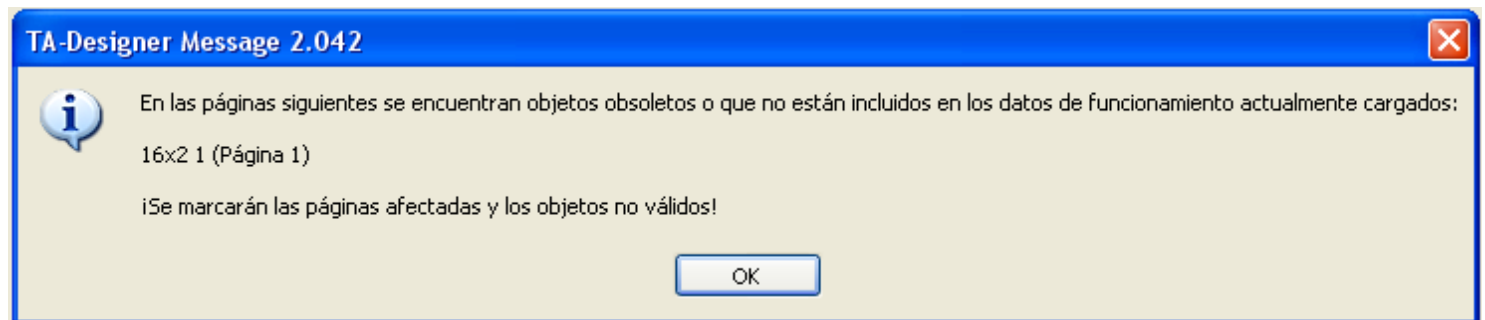 TA-Designer Message 2.042
En las páginas siguientes se encuentran objetos obsoletos o que no están incluidos en los datos de funcionamiento actualmente cargados:
16x2 1 (Página 1)
¡Se marcarán las páginas afectadas y los objetos no válidos!
OK